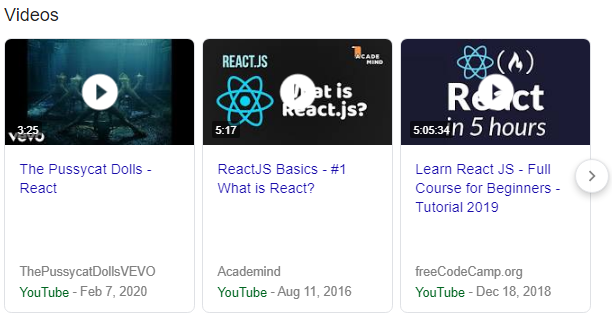 Videos
3:25
vevo
The Pussycat Dolls -
React
ThePussycatDollsVEVO
YouTube - Feb 7, 2020
REACT.JS
ACADE
MIND
What is
React.js?
5:17
ReactJS Basics - #1
What is React?
Academind
YouTube - Aug 11, 2016
React
in 5 hours
5:05:34
Learn React JS - Full
Course for Beginners -
Tutorial 2019
freeCodeCamp.org
YouTube - Dec 18, 2018